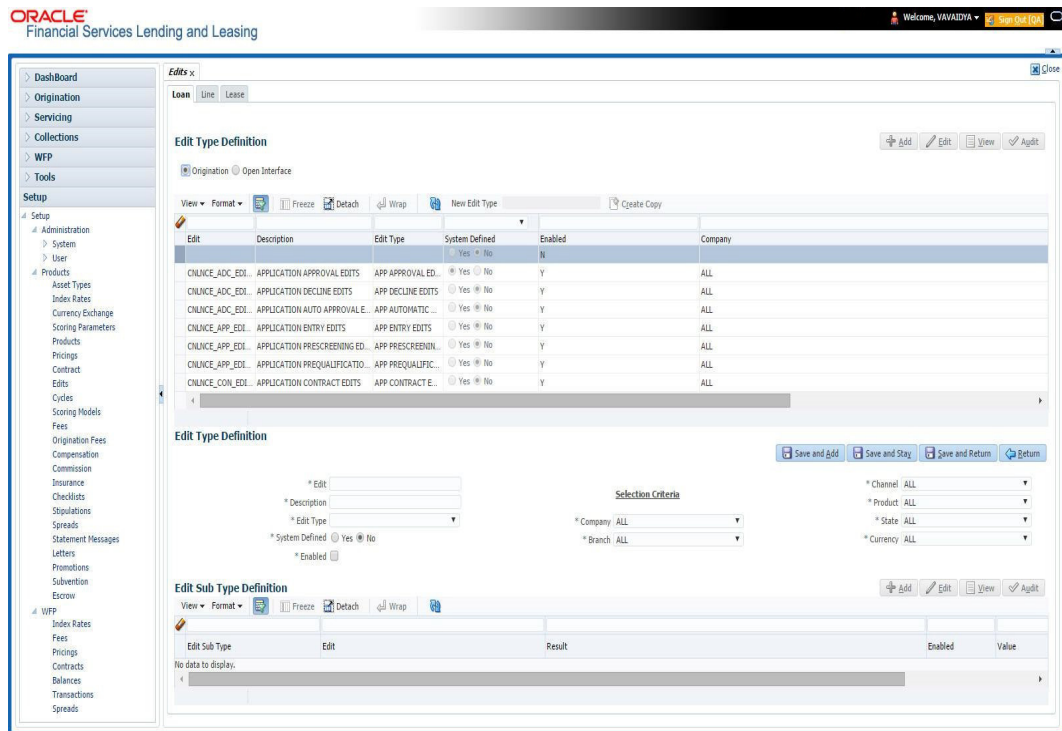 ORACLE®
Financial Services Lending and Leasing
Welcome, VAVAIDYA
Sign Out [QA]
DashBoard
Origination
Servicing
Collections
WFP
Tools
Setup
Setup
Administration
System
User
Products
Asset Types
Index Rates
Currency Exchange
Scoring Parameters
Products
Pricings
Contract
Edits
Cycles
Scoring Models
Fees
Origination Fees
Compensation
Commission
Insurance
Checklists
Stipulations
Spreads
Statement Messages
Letters
Promotions
Subvention
Escrow
WFP
Index Rates
Fees
Pricings
Contracts
Balances
Transactions
Spreads
Edits x
Close
Loan Line Lease
Edit Type Definition
Add Edit View Audit
Origination Open Interface
View Format Freeze Detach Wrap New Edit Type Create Copy
Edit Description Edit Type System Defined Enabled Company
Yes No N
CNLNCE_ADC_EDI... APPLICATION APPROVAL EDITS APP APPROVAL ED... Yes No Y ALL
CNLNCE_ADC_EDI... APPLICATION DECLINE EDITS APP DECLINE EDITS Yes No Y ALL
CNLNCE_ADC_EDI... APPLICATION AUTO APPROVAL E... APP AUTOMATIC ... Yes No Y ALL
CNLNCE_APP_EDI... APPLICATION ENTRY EDITS APP ENTRY EDITS Yes No Y ALL
CNLNCE_APP_EDI... APPLICATION PRESCREENING ED... APP PRESCREENIN... Yes No Y ALL
CNLNCE_APP_EDI... APPLICATION PREQUALIFICATIO... APP PREQUALIFIC... Yes No Y ALL
CNLNCE_CON_EDI... APPLICATION CONTRACT EDITS APP CONTRACT E... Yes No Y ALL
Edit Type Definition
Save and Add Save and Stay Save and Return Return
* Edit
* Description
* Edit Type
* System Defined Yes No
* Enabled
Selection Criteria
* Company ALL
* Branch ALL
* Channel ALL
* Product ALL
* State ALL
* Currency ALL
Edit Sub Type Definition
Add Edit View Audit
View Format Freeze Detach Wrap
Edit Sub Type Edit Result Enabled Value
No data to display.